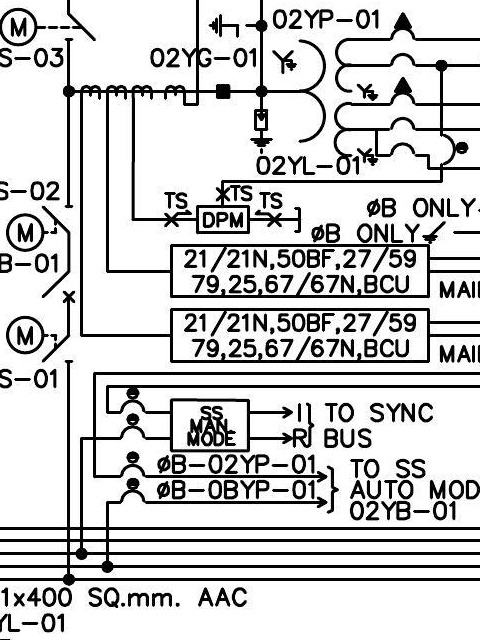 02YP-01
M
S-03
02YG-01
Y
Y
02YL-01
Y
S-02
TS
TS
TS
DPM
ØB ONLY
M
ØB ONLY
B-01
21/21N,50BF,27/59
79,25,67/67N,BCU
MAI
21/21N,50BF,27/59
M
79,25,67/67N,BCU
MAI
S-01
SS
MAN.
MODE
I
R
TO SYNC
BUS
ØB-02YP-01
TO SS
ØB-0BYP-01
AUTO MOD
02YB-01
1x400 SQ.mm. AAC
YL-01